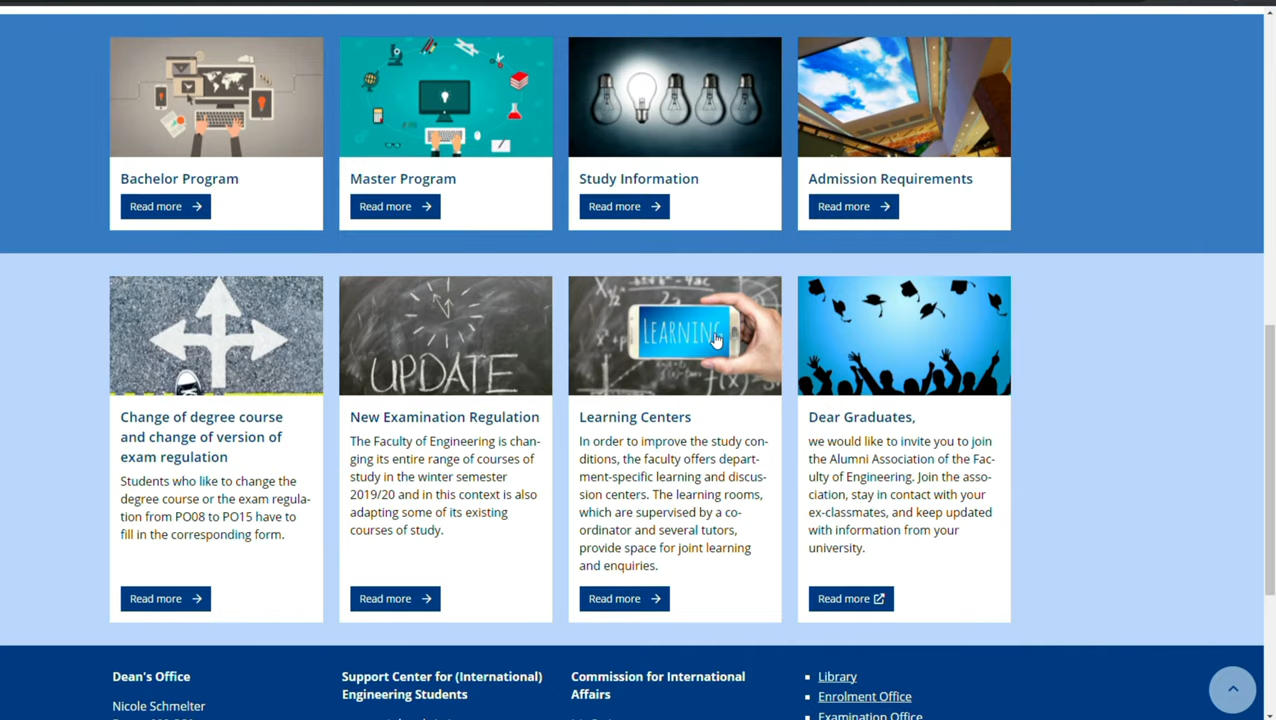 Bachelor Program
Read more
Master Program
Read more
Study Information
Read more
Admission Requirements
Read more
UPDATE
LEARNING
Change of degree course
and change of version of
exam regulation
Students who like to change the
degree course or the exam regula-
tion from PO08 to PO15 have to
fill in the corresponding form.
Read more
New Examination Regulation
The Faculty of Engineering is chan-
ging its entire range of courses of
study in the winter semester
2019/20 and in this context is also
adapting some of its existing
courses of study.
Read more
Learning Centers
In order to improve the study con-
ditions, the faculty offers depart-
ment-specific learning and discus-
sion centers. The learning rooms,
which are supervised by a co-
ordinator and several tutors,
provide space for joint learning
and enquiries.
Read more
Dear Graduates,
we would like to invite you to join
the Alumni Association of the Fac-
ulty of Engineering. Join the asso-
ciation, stay in contact with your
ex-classmates, and keep updated
with information from your
university.
Read more
Dean's Office
Nicole Schmelter
Support Center for (International)
Engineering Students
Commission for International
Affairs
Library
Enrolment Office
Examination Office